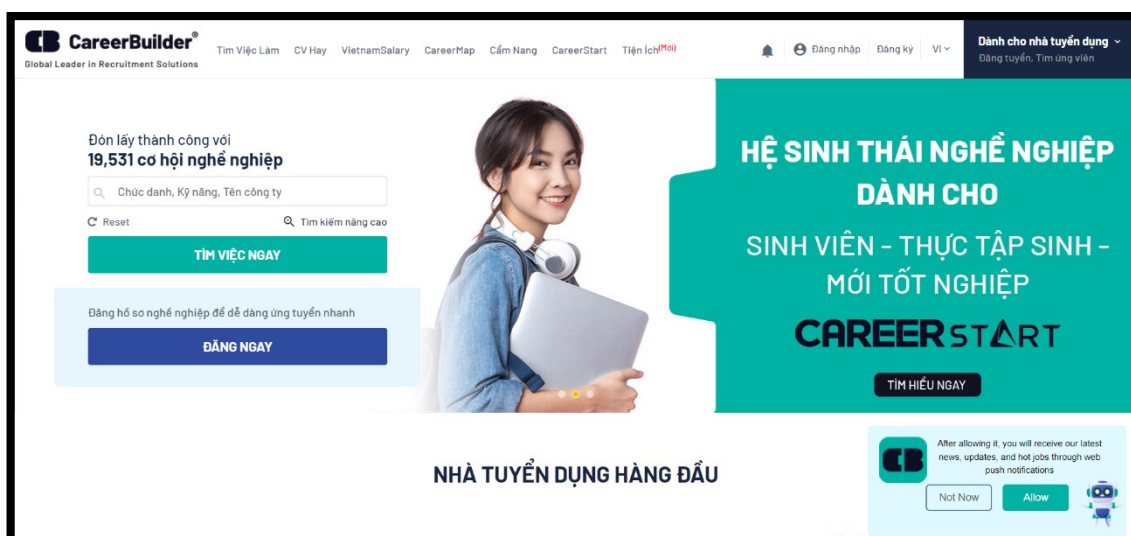 CB CareerBuilder®
Global Leader in Recruitment Solutions
Tìm Việc Làm CV Hay VietnamSalary CareerMap Cẩm Nang CareerStart Tiện Ích(Mới)
Đăng nhập Đăng ký VI
Dành cho nhà tuyển dụng
Đăng tuyển, Tìm ứng viên
Đón lấy thành công với
19,531 cơ hội nghề nghiệp
Chức danh, Kỹ năng, Tên công ty
Reset Tìm kiếm nâng cao
TÌM VIỆC NGAY
Đăng hồ sơ nghề nghiệp để dễ dàng ứng tuyển nhanh
ĐĂNG NGAY
HỆ SINH THÁI NGHỀ NGHIỆP
DÀNH CHO
SINH VIÊN - THỰC TẬP SINH -
MỚI TỐT NGHIỆP
CAREER START
TÌM HIỂU NGAY
NHÀ TUYỂN DỤNG HÀNG ĐẦU
CB
After allowing it, you will receive our latest
news, updates, and hot jobs through web
push notifications
Not Now Allow